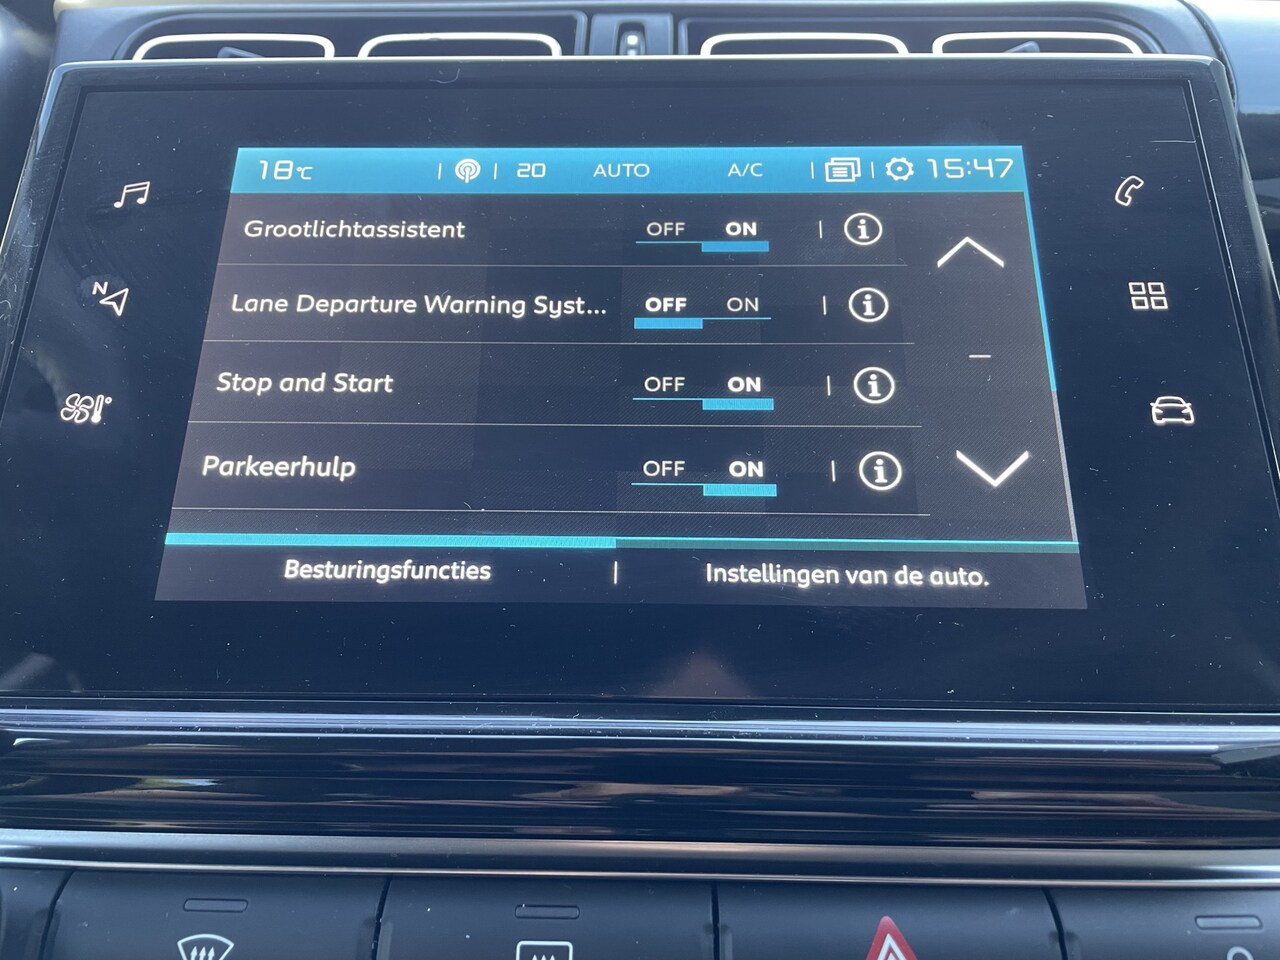 18°C | | 20 AUTO A/C | | 15:47
Grootlichtassistent OFF ON | i
Lane Departure Warning Syst... OFF ON | i
Stop and Start OFF ON | i
Parkeerhulp OFF ON | i
Besturingsfuncties | Instellingen van de auto.
N